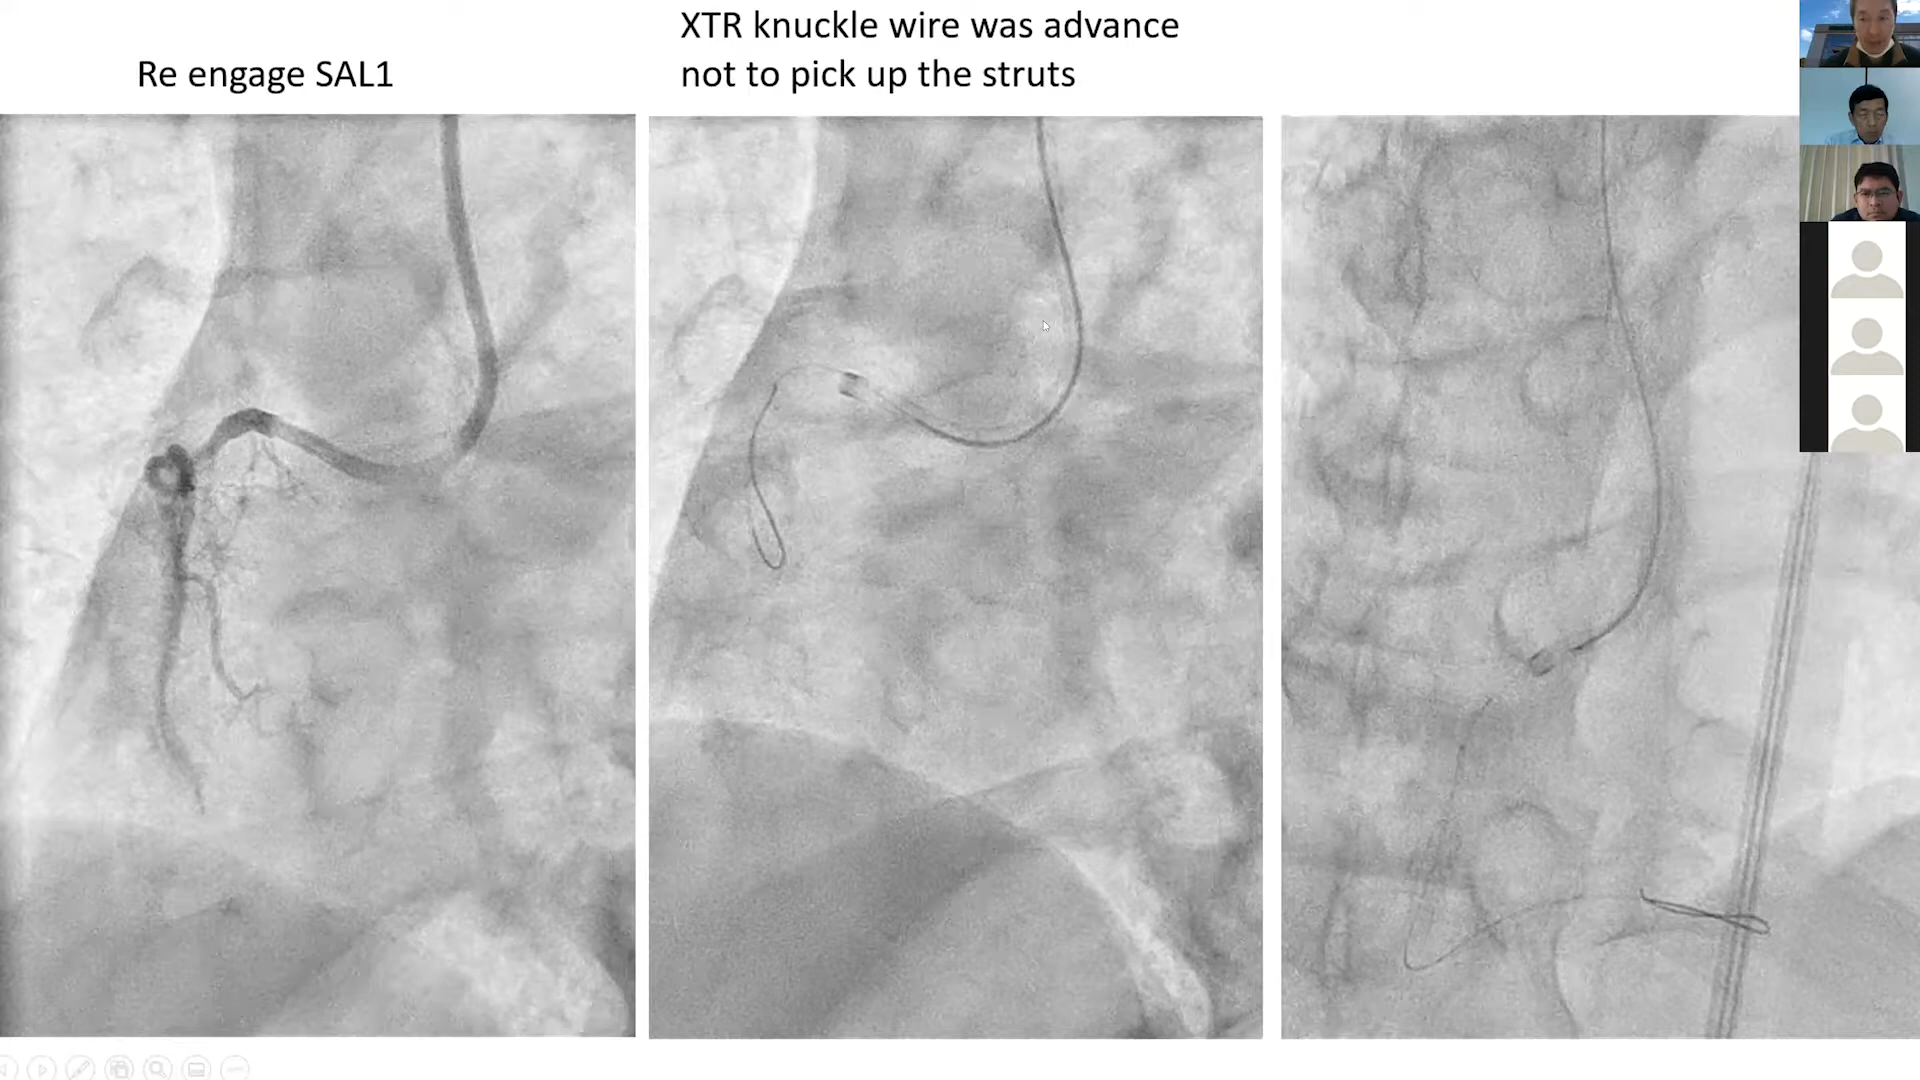 Re engage SAL1
XTR knuckle wire was advance
not to pick up the struts